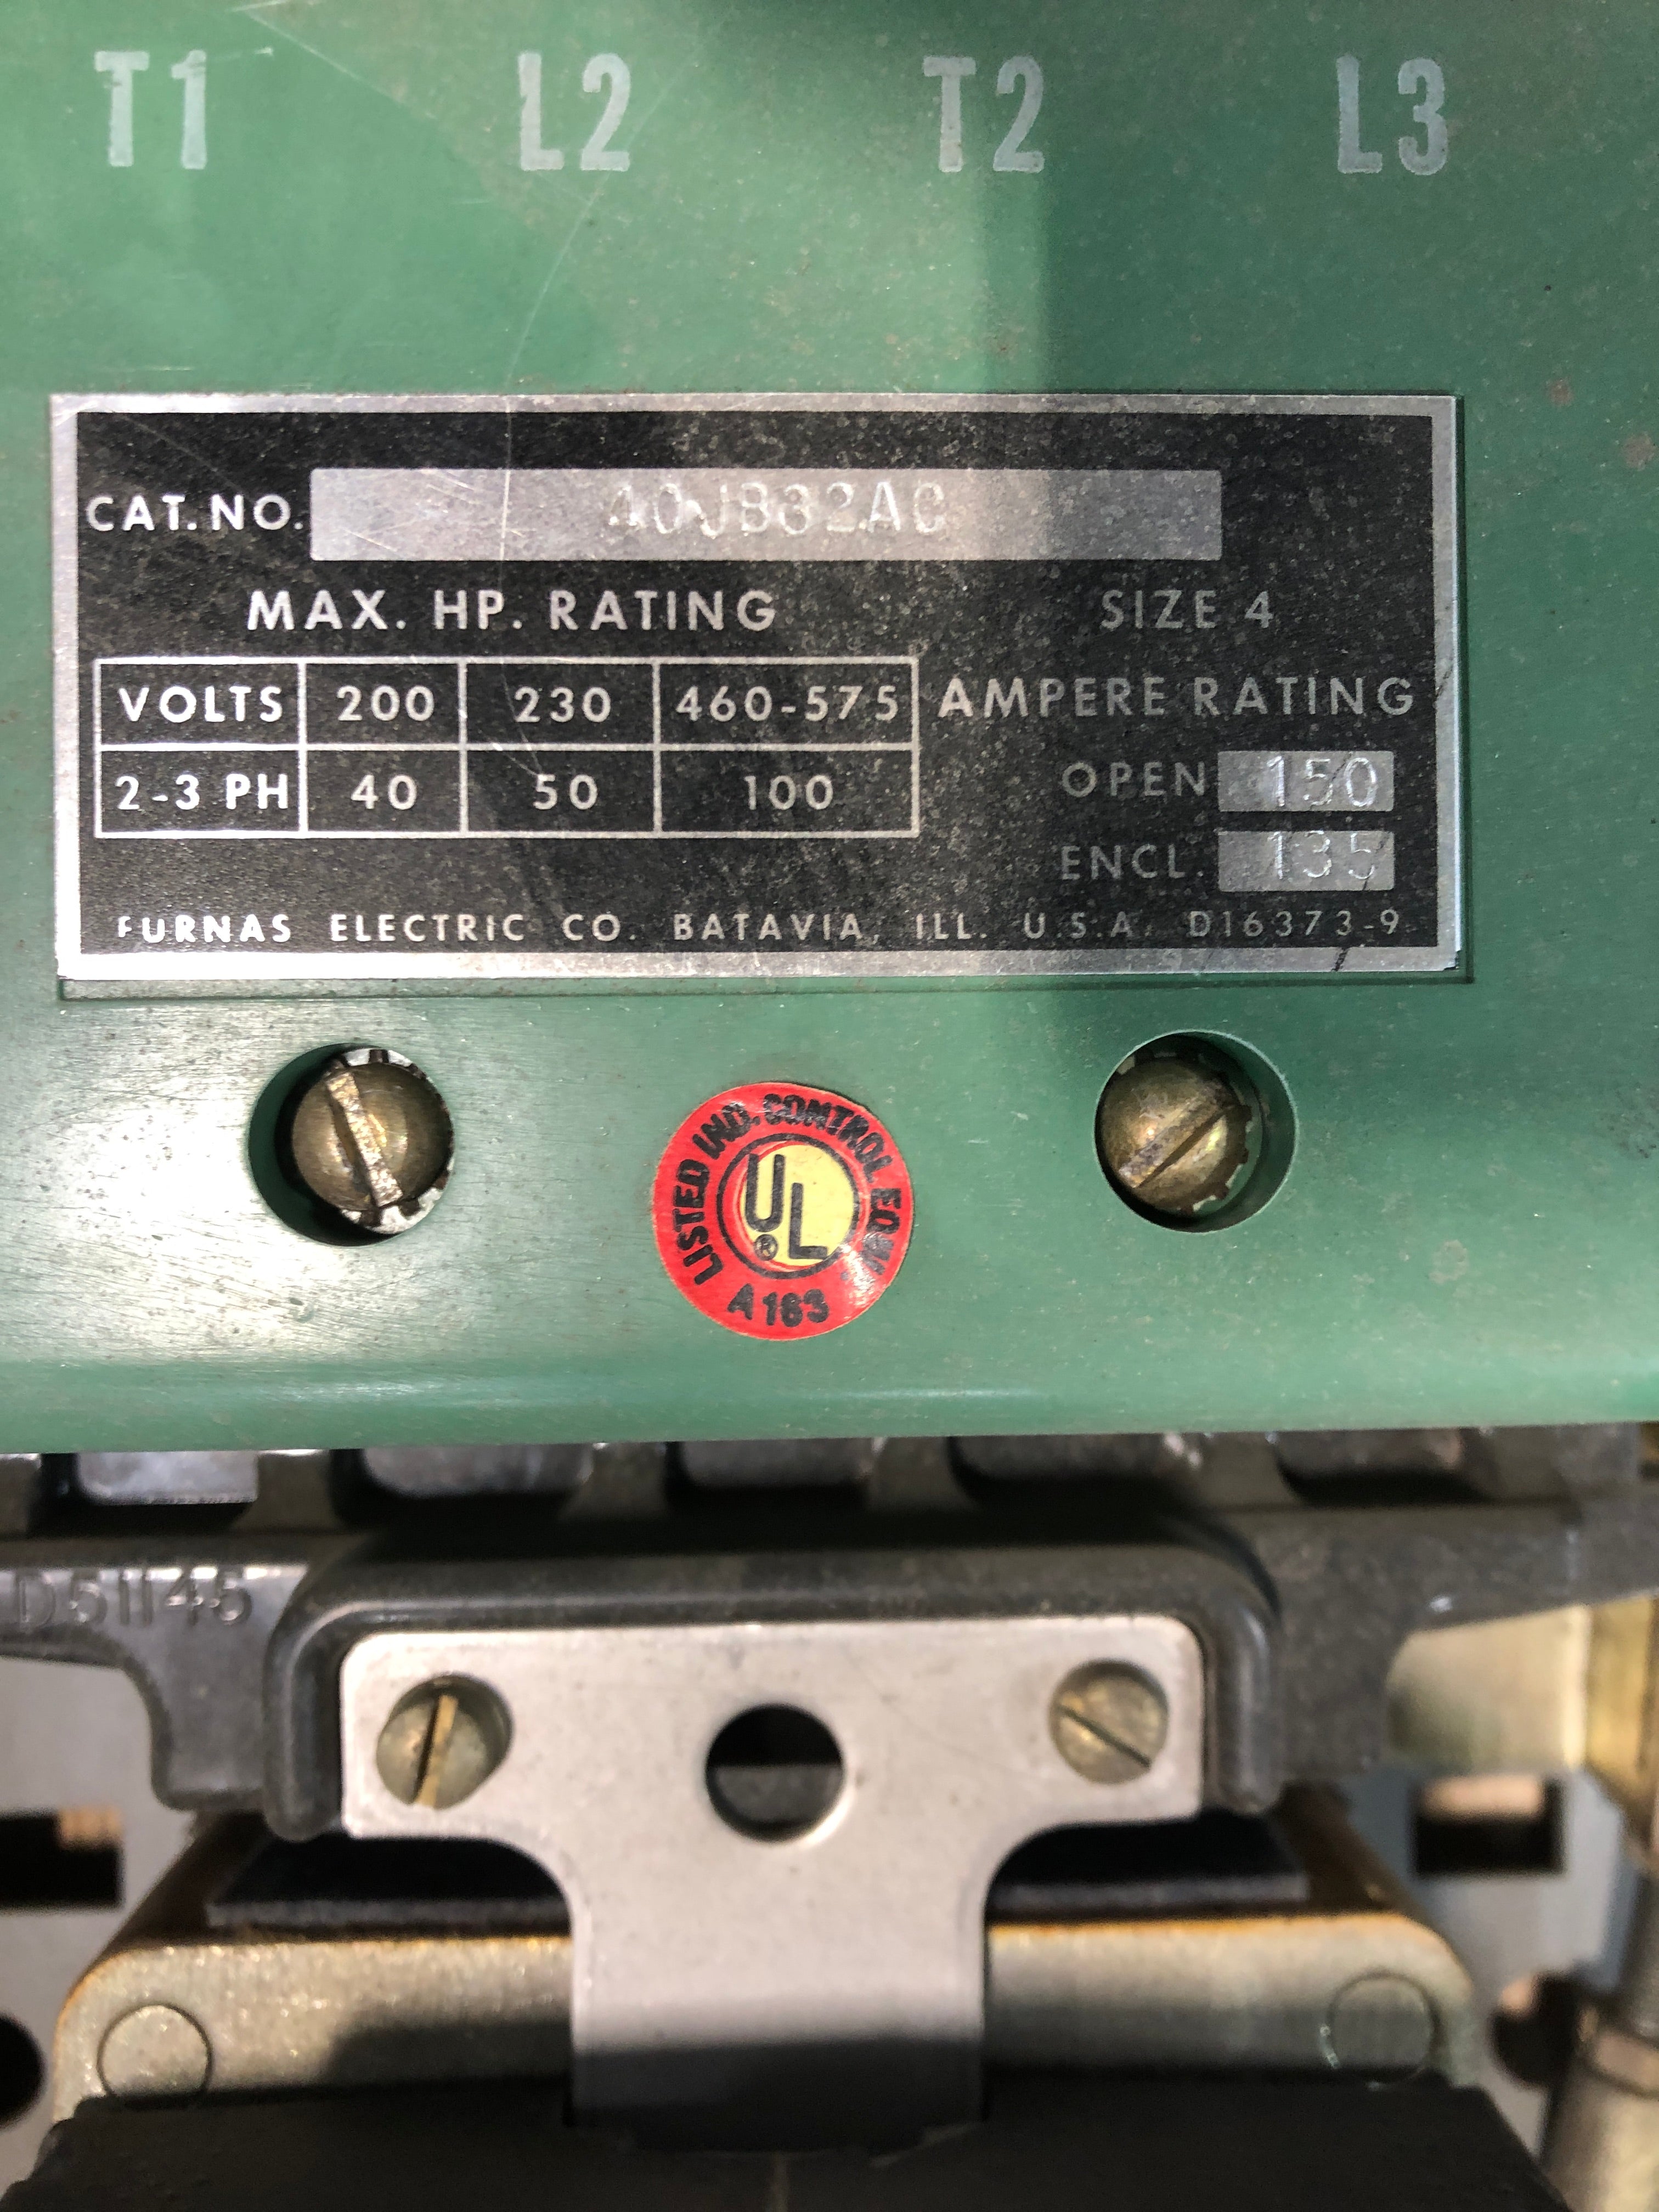 T1 L2 T2 L3
CAT. NO. 40JB32AC
MAX. HP. RATING SIZE 4
VOLTS 200 230 460-575 AMPERE RATING
2-3 PH 40 50 100 OPEN 150
ENCL. 135
FURNAS ELECTRIC CO. BATAVIA, ILL. U.S.A. D16373-9
LISTED IND. CONTROL EQ.
UL®
A163
D51145